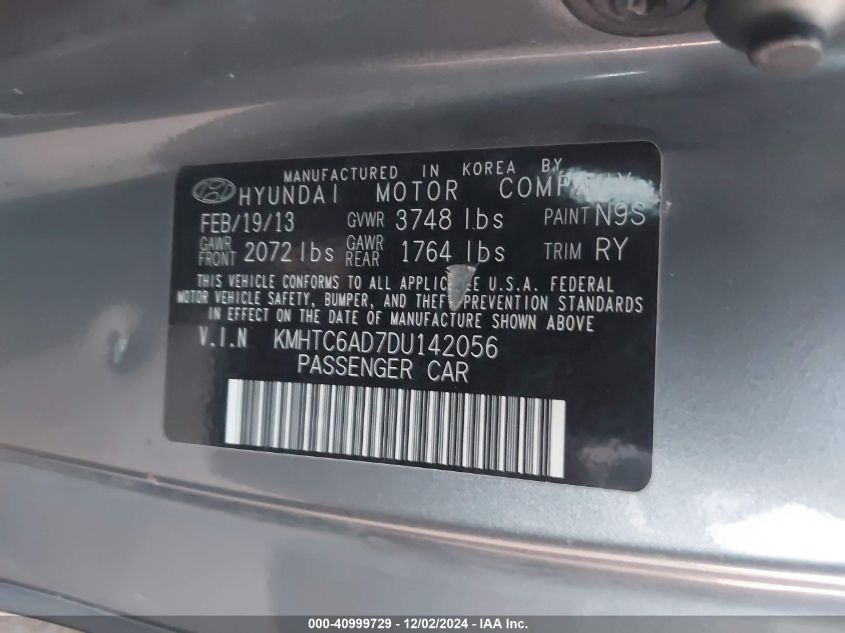 MANUFACTURED IN KOREA BY
HYUNDAI MOTOR COMPANY
FEB/19/13 GVWR 3748 lbs PAINT N9S
GAWR FRONT 2072 lbs GAWR REAR 1764 lbs TRIM RY
THIS VEHICLE CONFORMS TO ALL U.S.A. FEDERAL
MOTOR VEHICLE SAFETY, BUMPER, AND THEFT PREVENTION STANDARDS
IN EFFECT ON THE DATE OF MANUFACTURE SHOWN ABOVE
V.I.N KMHTC6AD7DU142056
PASSENGER CAR
000-40999729 - 12/02/2024 - IAA Inc.